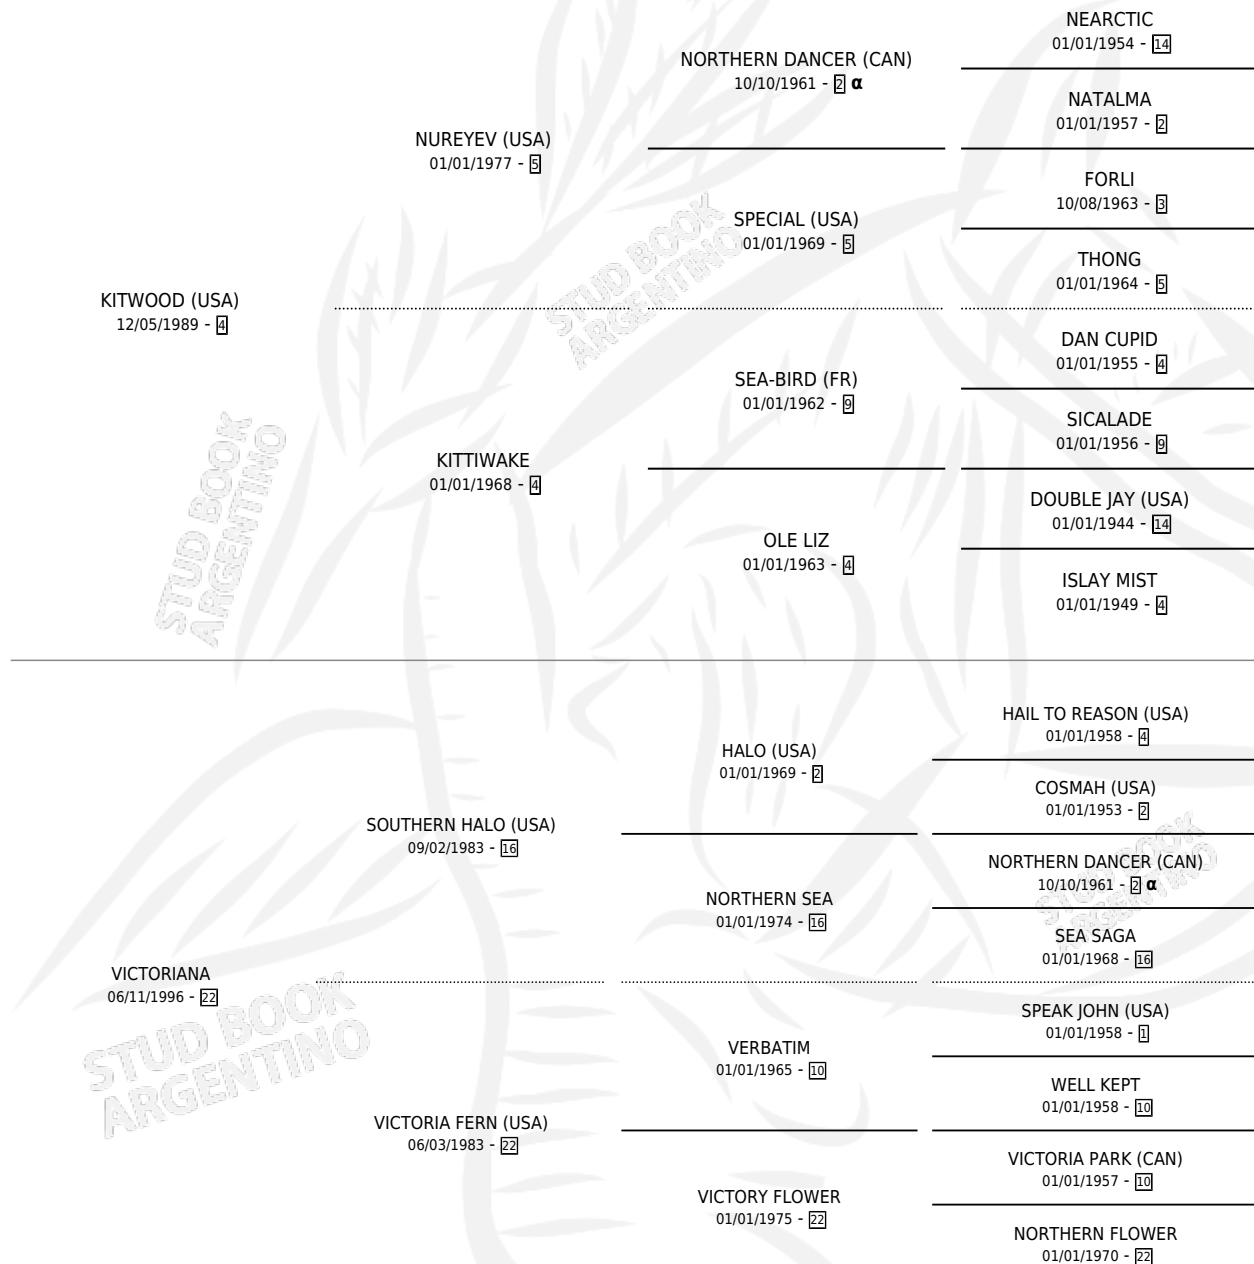 NEARCTIC
01/01/1954 - 14
NORTHERN DANCER (CAN)
10/10/1961 - 2 α
NATALMA
01/01/1957 - 2
NUREYEV (USA)
01/01/1977 - 5
FORLI
10/08/1963 - 3
SPECIAL (USA)
01/01/1969 - 5
THONG
01/01/1964 - 5
KITWOOD (USA)
12/05/1989 - 4
DAN CUPID
01/01/1955 - 4
SEA-BIRD (FR)
01/01/1962 - 9
SICALADE
01/01/1956 - 9
KITTIWAKE
01/01/1968 - 4
DOUBLE JAY (USA)
01/01/1944 - 14
OLE LIZ
01/01/1963 - 4
ISLAY MIST
01/01/1949 - 4
HAIL TO REASON (USA)
01/01/1958 - 4
HALO (USA)
01/01/1969 - 2
COSMAH (USA)
01/01/1953 - 2
SOUTHERN HALO (USA)
09/02/1983 - 16
NORTHERN DANCER (CAN)
10/10/1961 - 2 α
NORTHERN SEA
01/01/1974 - 16
SEA SAGA
01/01/1968 - 16
VICTORIANA
06/11/1996 - 22
SPEAK JOHN (USA)
01/01/1958 - 1
VERBATIM
01/01/1965 - 10
WELL KEPT
01/01/1958 - 10
VICTORIA FERN (USA)
06/03/1983 - 22
VICTORIA PARK (CAN)
01/01/1957 - 10
VICTORY FLOWER
01/01/1975 - 22
NORTHERN FLOWER
01/01/1970 - 22
STUD BOOK
ARGENTINO
STUD BOOK
ARGENTINO
STUD BOOK
ARGENTINO
STUD BOOK
ARGENTINO